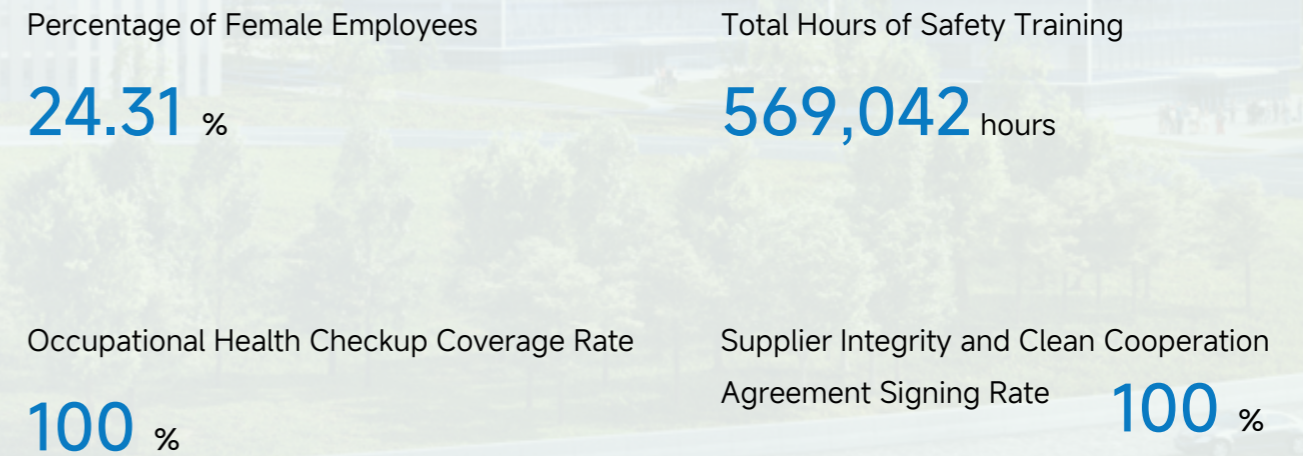 Percentage of Female Employees
24.31 %
Total Hours of Safety Training
569,042 hours
Occupational Health Checkup Coverage Rate
100 %
Supplier Integrity and Clean Cooperation
Agreement Signing Rate 100 %